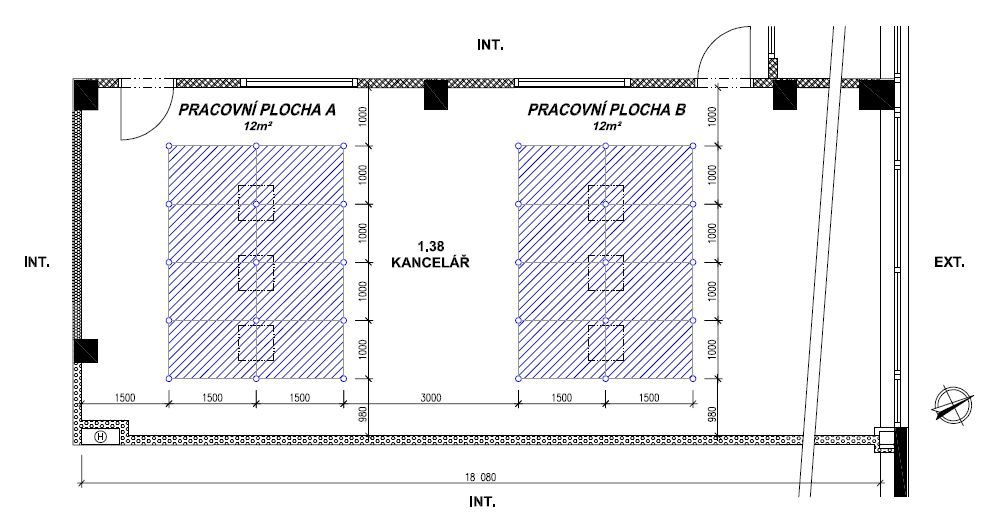 INT.
PRACOVNÍ PLOCHA A
12m²
PRACOVNÍ PLOCHA B
12m²
1000
1000
1000
1000
1000
1000
1000
1000
1000
1000
INT.
1.38
KANCELÁŘ
EXT.
1500
1500
1500
3000
1500
1500
980
980
H
18 080
INT.